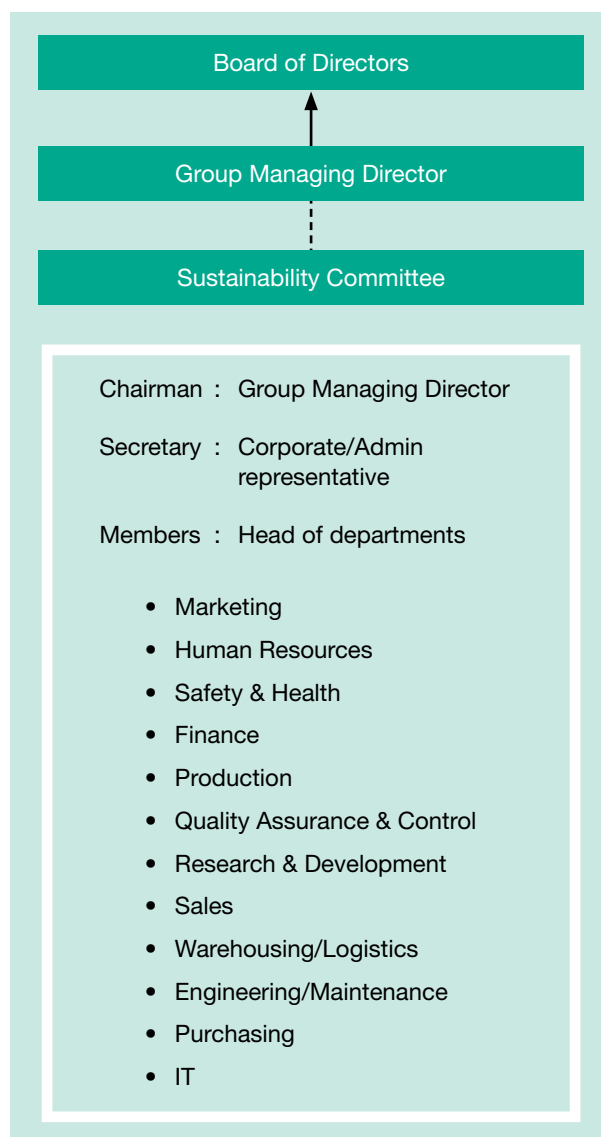 Board of Directors
Group Managing Director
Sustainability Committee
Chairman : Group Managing Director
Secretary : Corporate/Admin
representative
Members : Head of departments
• Marketing
• Human Resources
• Safety & Health
• Finance
• Production
• Quality Assurance & Control
• Research & Development
• Sales
• Warehousing/Logistics
• Engineering/Maintenance
• Purchasing
• IT